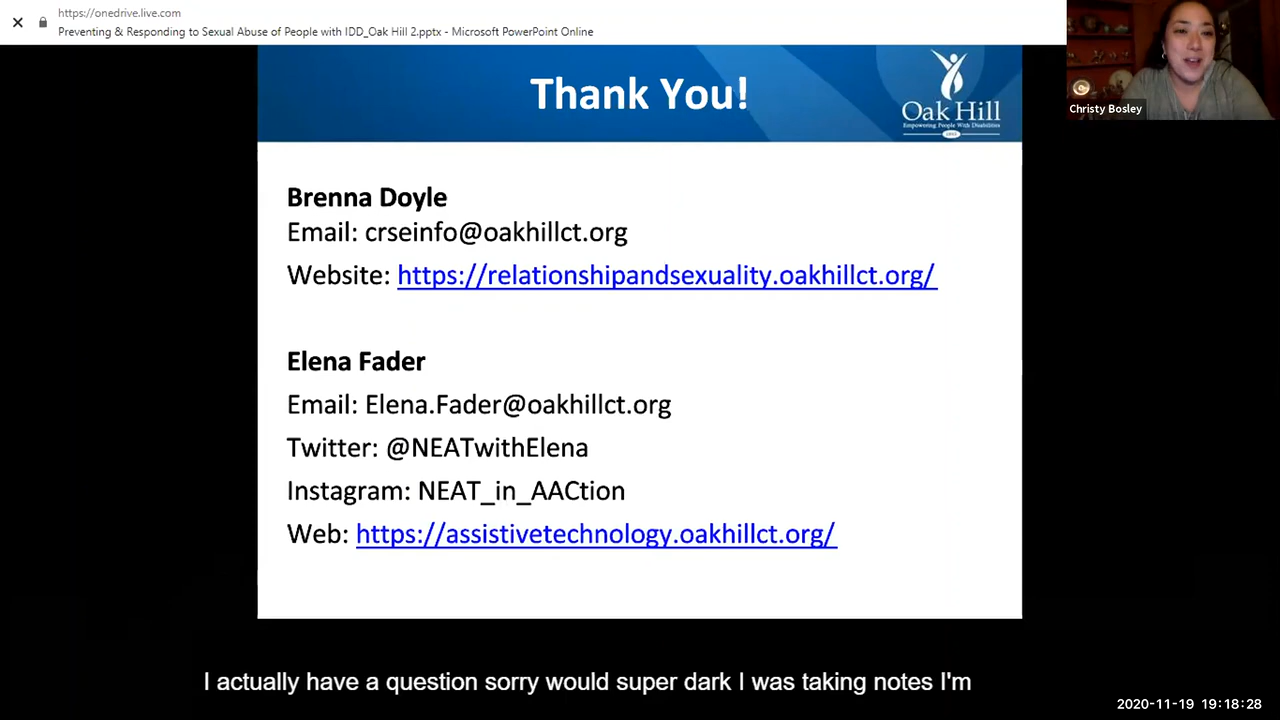 https://onedrive.live.com
Preventing & Responding to Sexual Abuse of People with IDD_Oak Hill 2.pptx - Microsoft PowerPoint Online
Christy Bosley
Thank You!
Oak Hill
Empowering People With Disabilities
Brenna Doyle
Email: crseinfo@oakhillct.org
Website: https://relationshipandsexuality.oakhillct.org/
Elena Fader
Email: Elena.Fader@oakhillct.org
Twitter: @NEATwithElena
Instagram: NEAT_in_AACtion
Web: https://assistivetechnology.oakhillct.org/
I actually have a question sorry would super dark I was taking notes I'm
2020-11-19 19:18:28